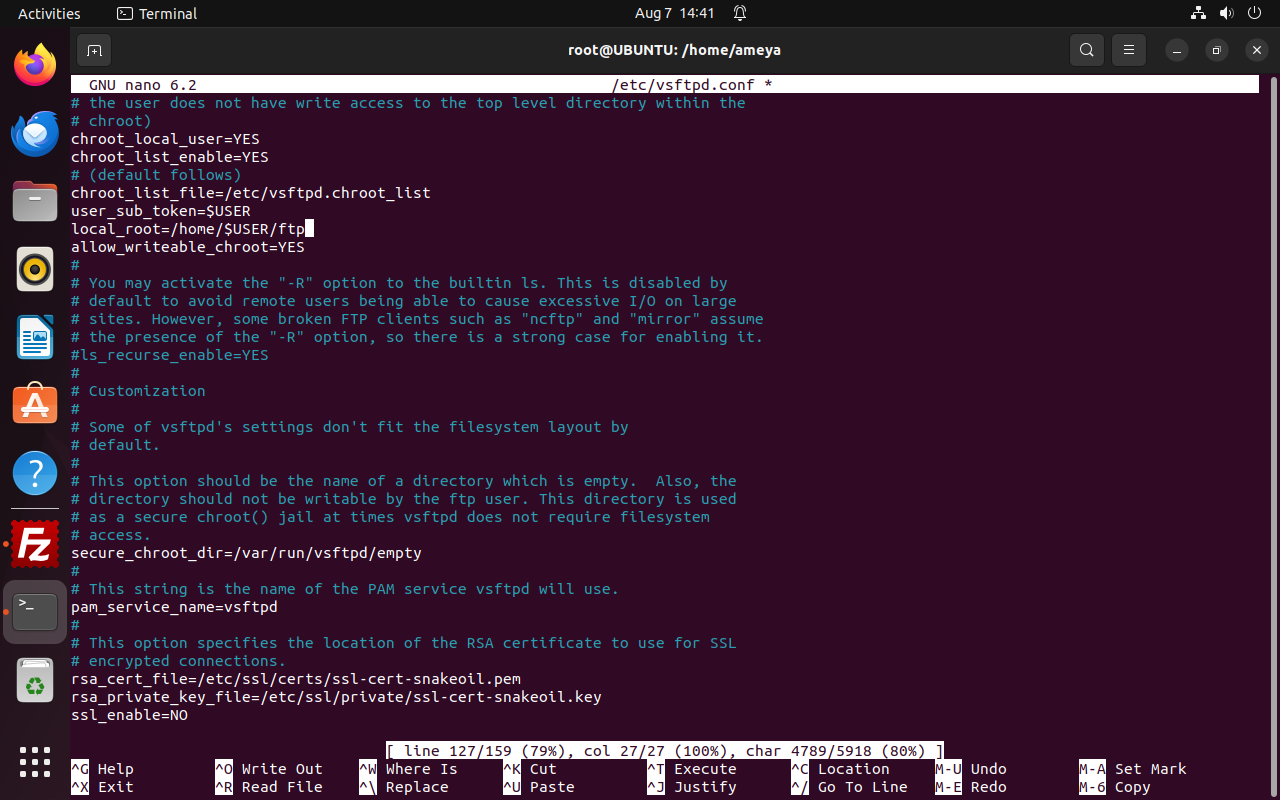 Activities Terminal Aug 7 14:41
root@UBUNTU: /home/ameya
GNU nano 6.2 /etc/vsftpd.conf *
# the user does not have write access to the top level directory within the
# chroot)
chroot_local_user=YES
chroot_list_enable=YES
# (default follows)
chroot_list_file=/etc/vsftpd.chroot_list
user_sub_token=$USER
local_root=/home/$USER/ftp
allow_writeable_chroot=YES
#
# You may activate the "-R" option to the builtin ls. This is disabled by
# default to avoid remote users being able to cause excessive I/O on large
# sites. However, some broken FTP clients such as "ncftp" and "mirror" assume
# the presence of the "-R" option, so there is a strong case for enabling it.
#ls_recurse_enable=YES
#
# Customization
#
# Some of vsftpd's settings don't fit the filesystem layout by
# default.
#
# This option should be the name of a directory which is empty.  Also, the
# directory should not be writable by the ftp user. This directory is used
# as a secure chroot() jail at times vsftpd does not require filesystem
# access.
secure_chroot_dir=/var/run/vsftpd/empty
#
# This string is the name of the PAM service vsftpd will use.
pam_service_name=vsftpd
#
# This option specifies the location of the RSA certificate to use for SSL
# encrypted connections.
rsa_cert_file=/etc/ssl/certs/ssl-cert-snakeoil.pem
rsa_private_key_file=/etc/ssl/private/ssl-cert-snakeoil.key
ssl_enable=NO
[ line 127/159 (79%), col 27/27 (100%), char 4789/5918 (80%) ]
^G Help ^O Write Out ^W Where Is ^K Cut ^T Execute ^C Location M-U Undo M-A Set Mark
^X Exit ^R Read File ^\ Replace ^U Paste ^J Justify ^/ Go To Line M-E Redo M-6 Copy